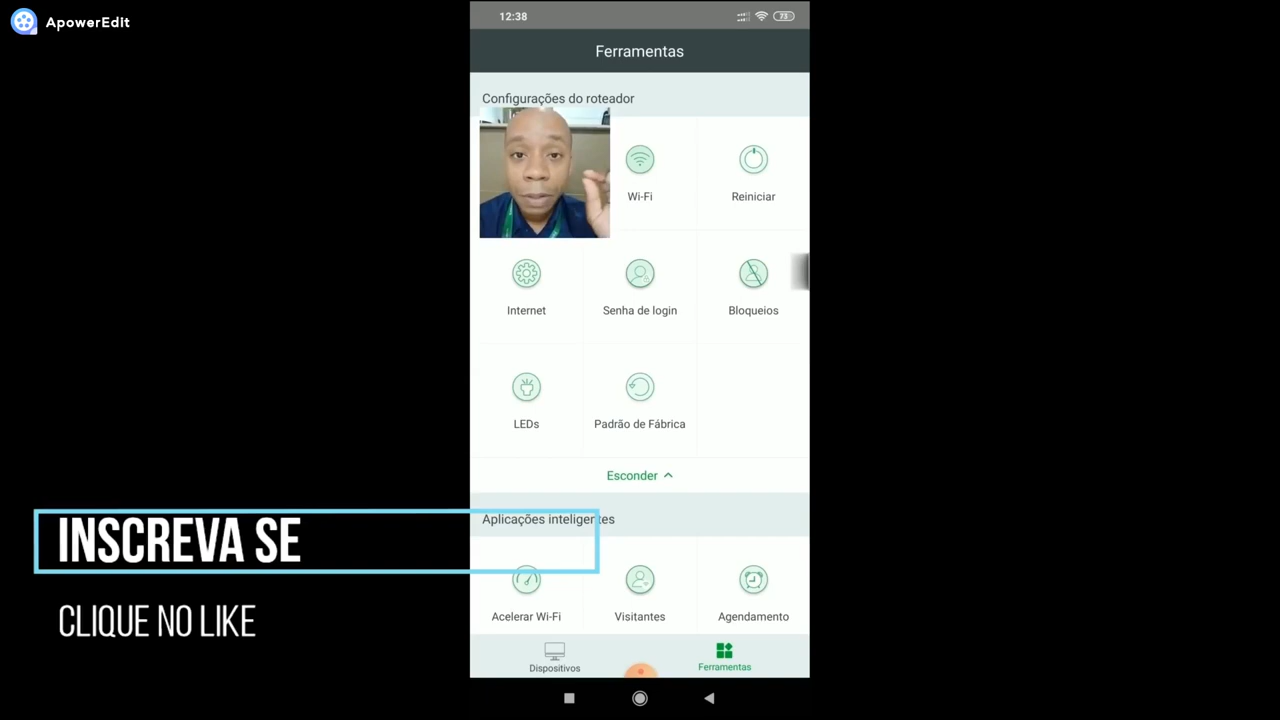 ApowerEdit
12:38
73
Ferramentas
Configurações do roteador
Wi-Fi
Reiniciar
Internet
Senha de login
Bloqueios
LEDs
Padrão de Fábrica
Esconder
Aplicações inteligentes
INSCREVA SE
Acelerar Wi-Fi
Visitantes
Agendamento
CLIQUE NO LIKE
Dispositivos
Ferramentas